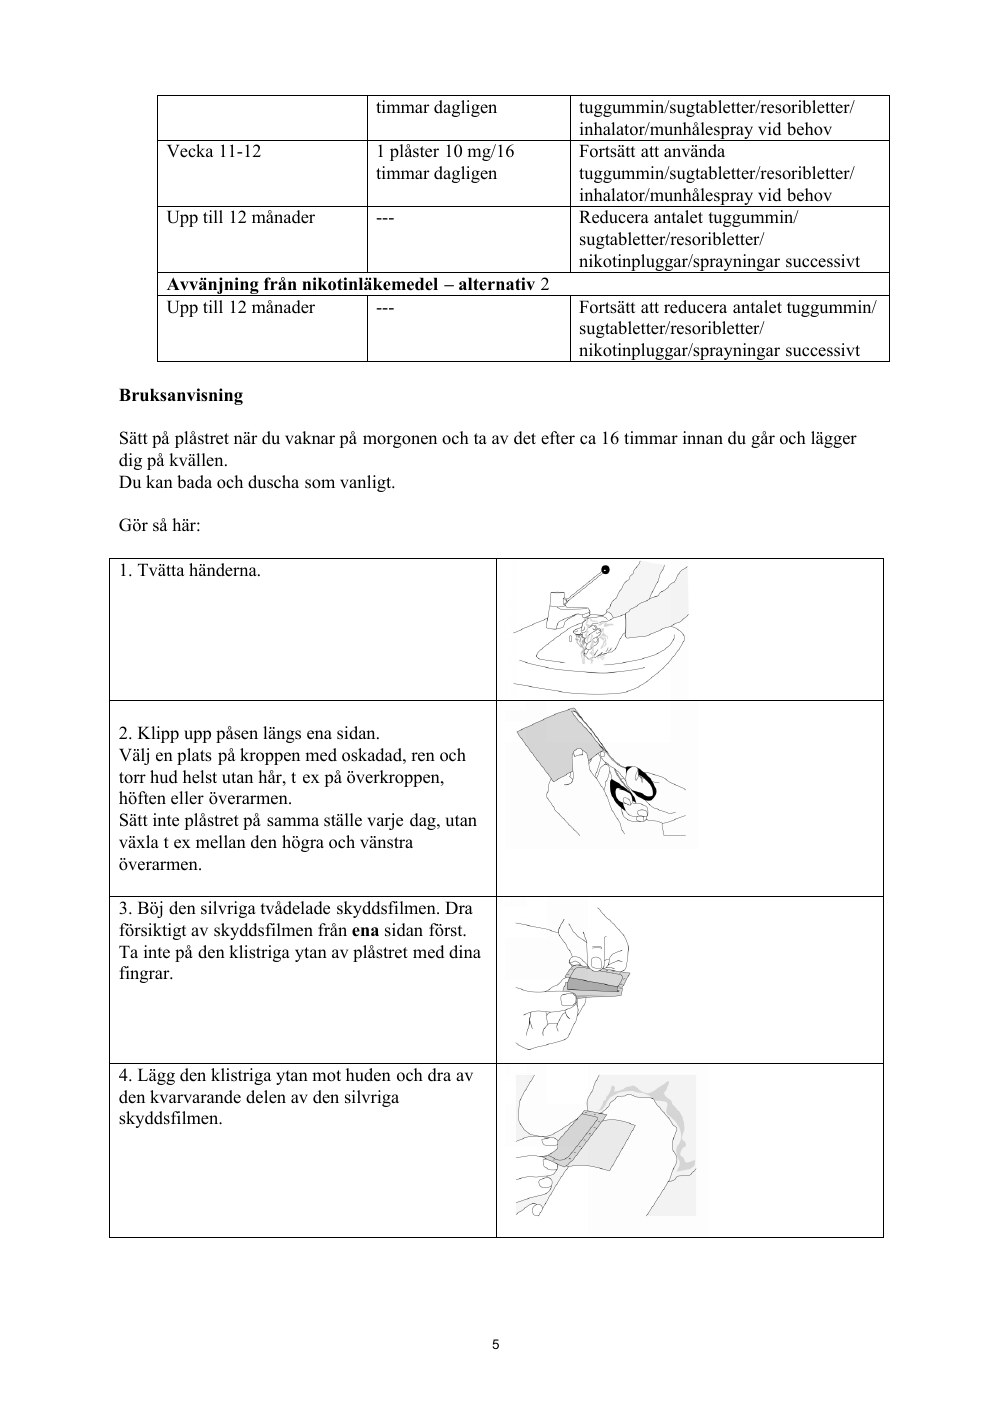 timmar dagligen
tuggummin/sugtabletter/resoribletter/
inhalator/munhålespray vid behov
Vecka 11-12
1 plåster 10 mg/16
timmar dagligen
Fortsätt att använda
tuggummin/sugtabletter/resoribletter/
inhalator/munhålespray vid behov
Upp till 12 månader
---
Reducera antalet tuggummin/
sugtabletter/resoribletter/
nikotinpluggar/sprayningar successivt
Avvänjning från nikotinläkemedel – alternativ 2
Upp till 12 månader
---
Fortsätt att reducera antalet tuggummin/
sugtabletter/resoribletter/
nikotinpluggar/sprayningar successivt
Bruksanvisning
Sätt på plåstret när du vaknar på morgonen och ta av det efter ca 16 timmar innan du går och lägger
dig på kvällen.
Du kan bada och duscha som vanligt.
Gör så här:
1. Tvätta händerna.
2. Klipp upp påsen längs ena sidan.
Välj en plats på kroppen med oskadad, ren och
torr hud helst utan hår, t ex på överkroppen,
höften eller överarmen.
Sätt inte plåstret på samma ställe varje dag, utan
växla t ex mellan den högra och vänstra
överarmen.
3. Böj den silvriga tvådelade skyddsfilmen. Dra
försiktigt av skyddsfilmen från ena sidan först.
Ta inte på den klistriga ytan av plåstret med dina
fingrar.
4. Lägg den klistriga ytan mot huden och dra av
den kvarvarande delen av den silvriga
skyddsfilmen.
5